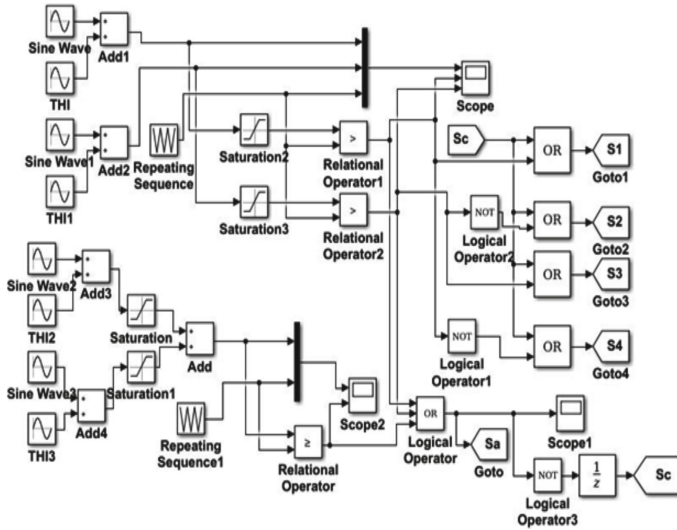 Sine Wave
Add1
THI
Scope
Sine Wave1
Add2
Repeating
Sequence
Saturation2
>
Relational
Operator1
Sc
OR
S1
Goto1
THI1
Saturation3
>
Relational
Operator2
NOT
Logical
Operator2
OR
S2
Goto2
OR
S3
Goto3
Sine Wave2
Add3
THI2
Saturation
Add
NOT
Logical
Operator1
OR
S4
Goto4
Sine Wave3
Saturation1
Scope2
THI3
Add4
Repeating
Sequence1
≥
Relational
Operator
OR
Logical
Operator
Sa
Goto
Scope1
NOT
Logical
Operator3
1
z
Sc